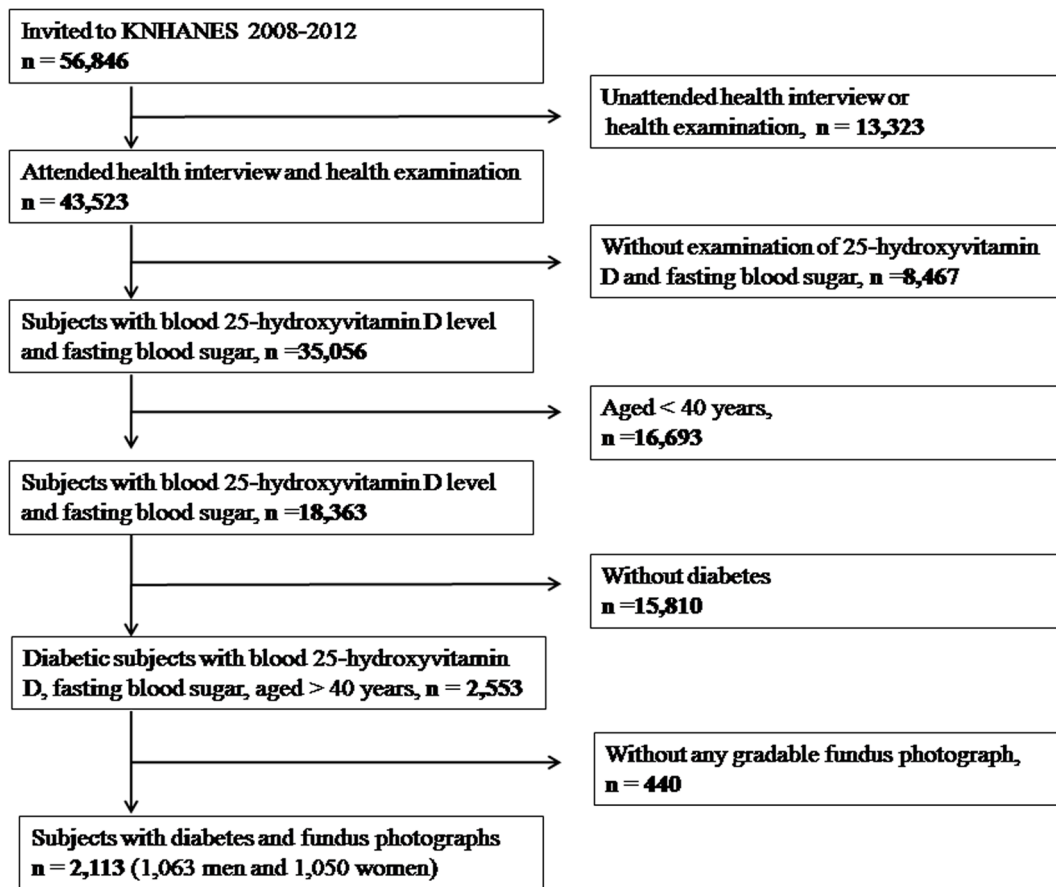 Invited to KNHANES 2008-2012
n = 56,846
Unattended health interview or
health examination, n = 13,323
Attended health interview and health examination
n = 43,523
Without examination of 25-hydroxyvitamin
D and fasting blood sugar, n =8,467
Subjects with blood 25-hydroxyvitamin D level
and fasting blood sugar, n =35,056
Aged < 40 years,
n =16,693
Subjects with blood 25-hydroxyvitamin D level
and fasting blood sugar, n =18,363
Without diabetes
n =15,810
Diabetic subjects with blood 25-hydroxyvitamin
D, fasting blood sugar, aged > 40 years, n = 2,553
Without any gradable fundus photograph,
n = 440
Subjects with diabetes and fundus photographs
n = 2,113 (1,063 men and 1,050 women)